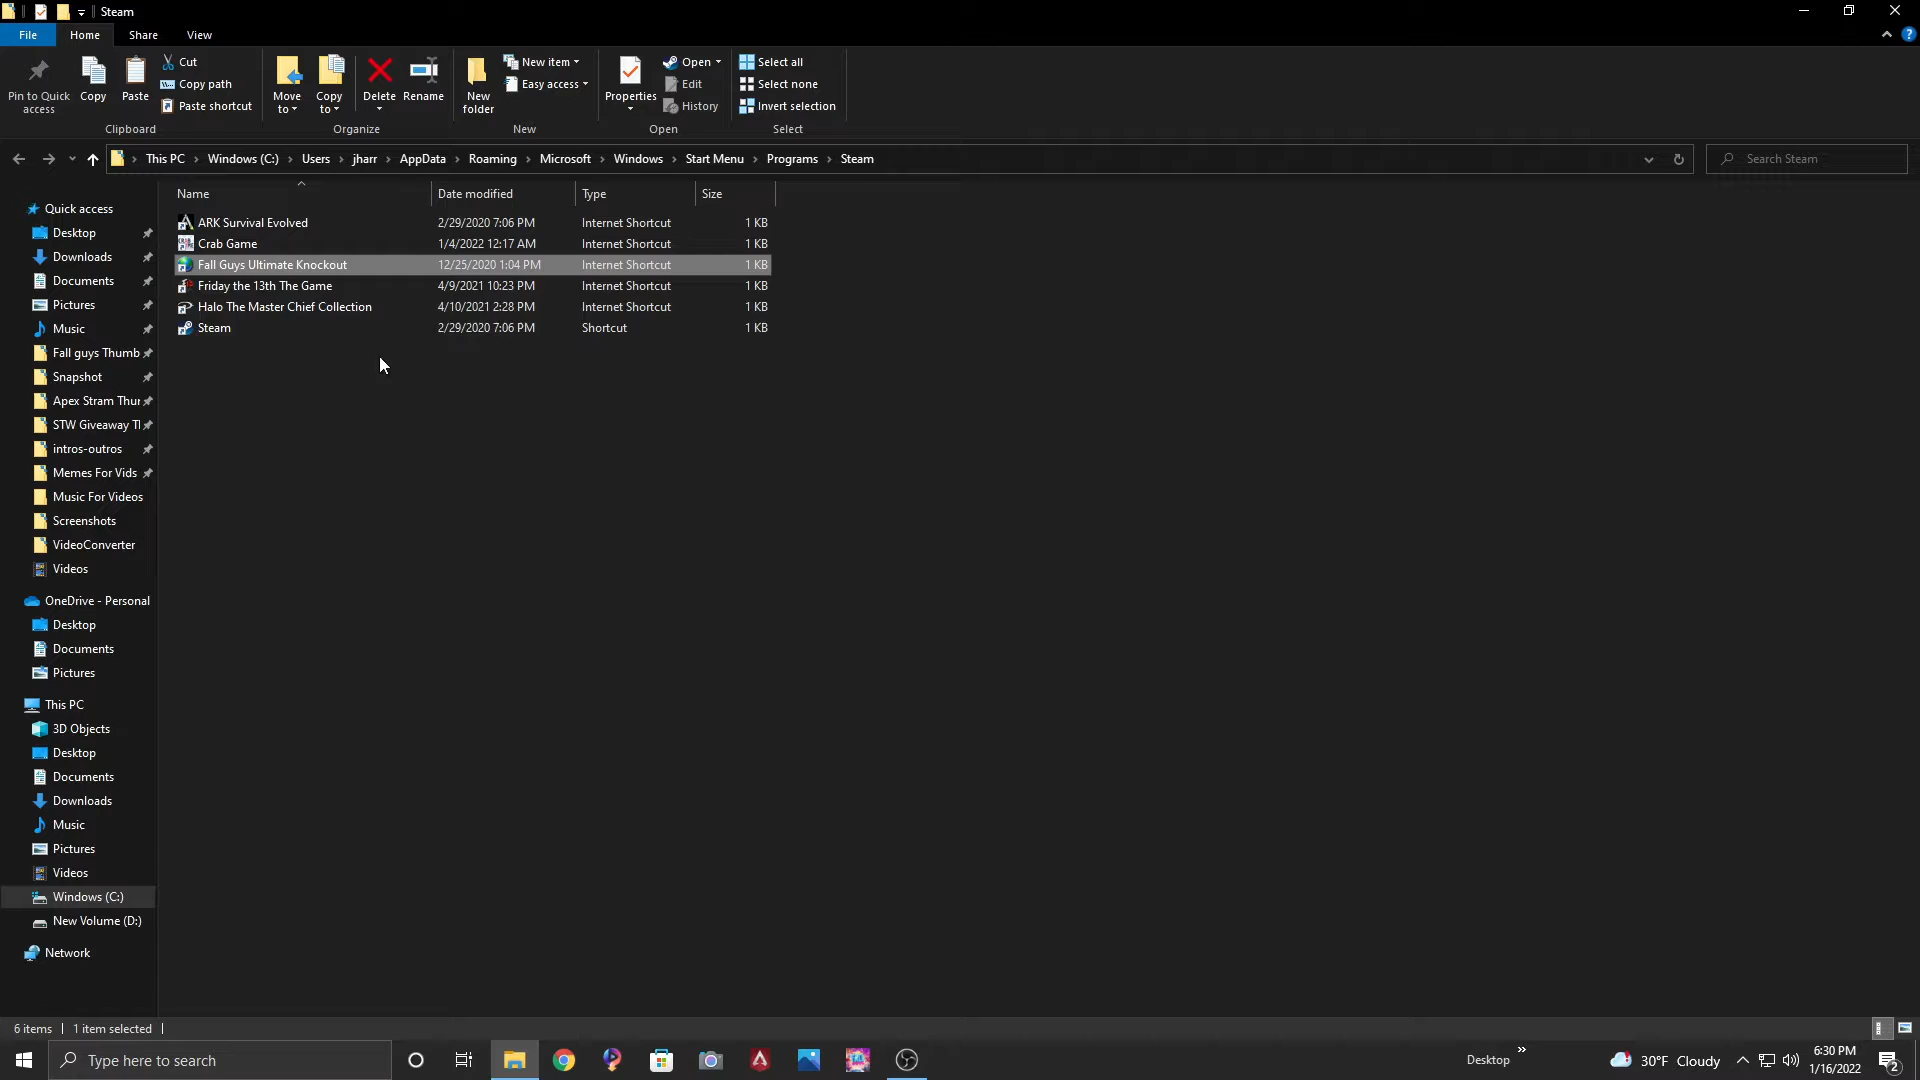 Steam
File Home Share View
Pin to Quick access
Copy
Paste
Cut
Copy path
Paste shortcut
Clipboard
Move to
Copy to
Delete
Rename
Organize
New folder
New item
Easy access
New
Properties
Open
Edit
History
Open
Select all
Select none
Invert selection
Select
This PC Windows (C:) Users jharr AppData Roaming Microsoft Windows Start Menu Programs Steam
Search Steam
Name Date modified Type Size
ARK Survival Evolved 2/29/2020 7:06 PM Internet Shortcut 1 KB
Crab Game 1/4/2022 12:17 AM Internet Shortcut 1 KB
Fall Guys Ultimate Knockout 12/25/2020 1:04 PM Internet Shortcut 1 KB
Friday the 13th The Game 4/9/2021 10:23 PM Internet Shortcut 1 KB
Halo The Master Chief Collection 4/10/2021 2:28 PM Internet Shortcut 1 KB
Steam 2/29/2020 7:06 PM Shortcut 1 KB
Quick access
Desktop
Downloads
Documents
Pictures
Music
Fall guys Thumb
Snapshot
Apex Stram Thur
STW Giveaway Tl
intros-outros
Memes For Vids
Music For Videos
Screenshots
VideoConverter
Videos
OneDrive - Personal
Desktop
Documents
Pictures
This PC
3D Objects
Desktop
Documents
Downloads
Music
Pictures
Videos
Windows (C:)
New Volume (D:)
Network
6 items 1 item selected
Type here to search
Desktop »
30°F Cloudy
6:30 PM
1/16/2022
2